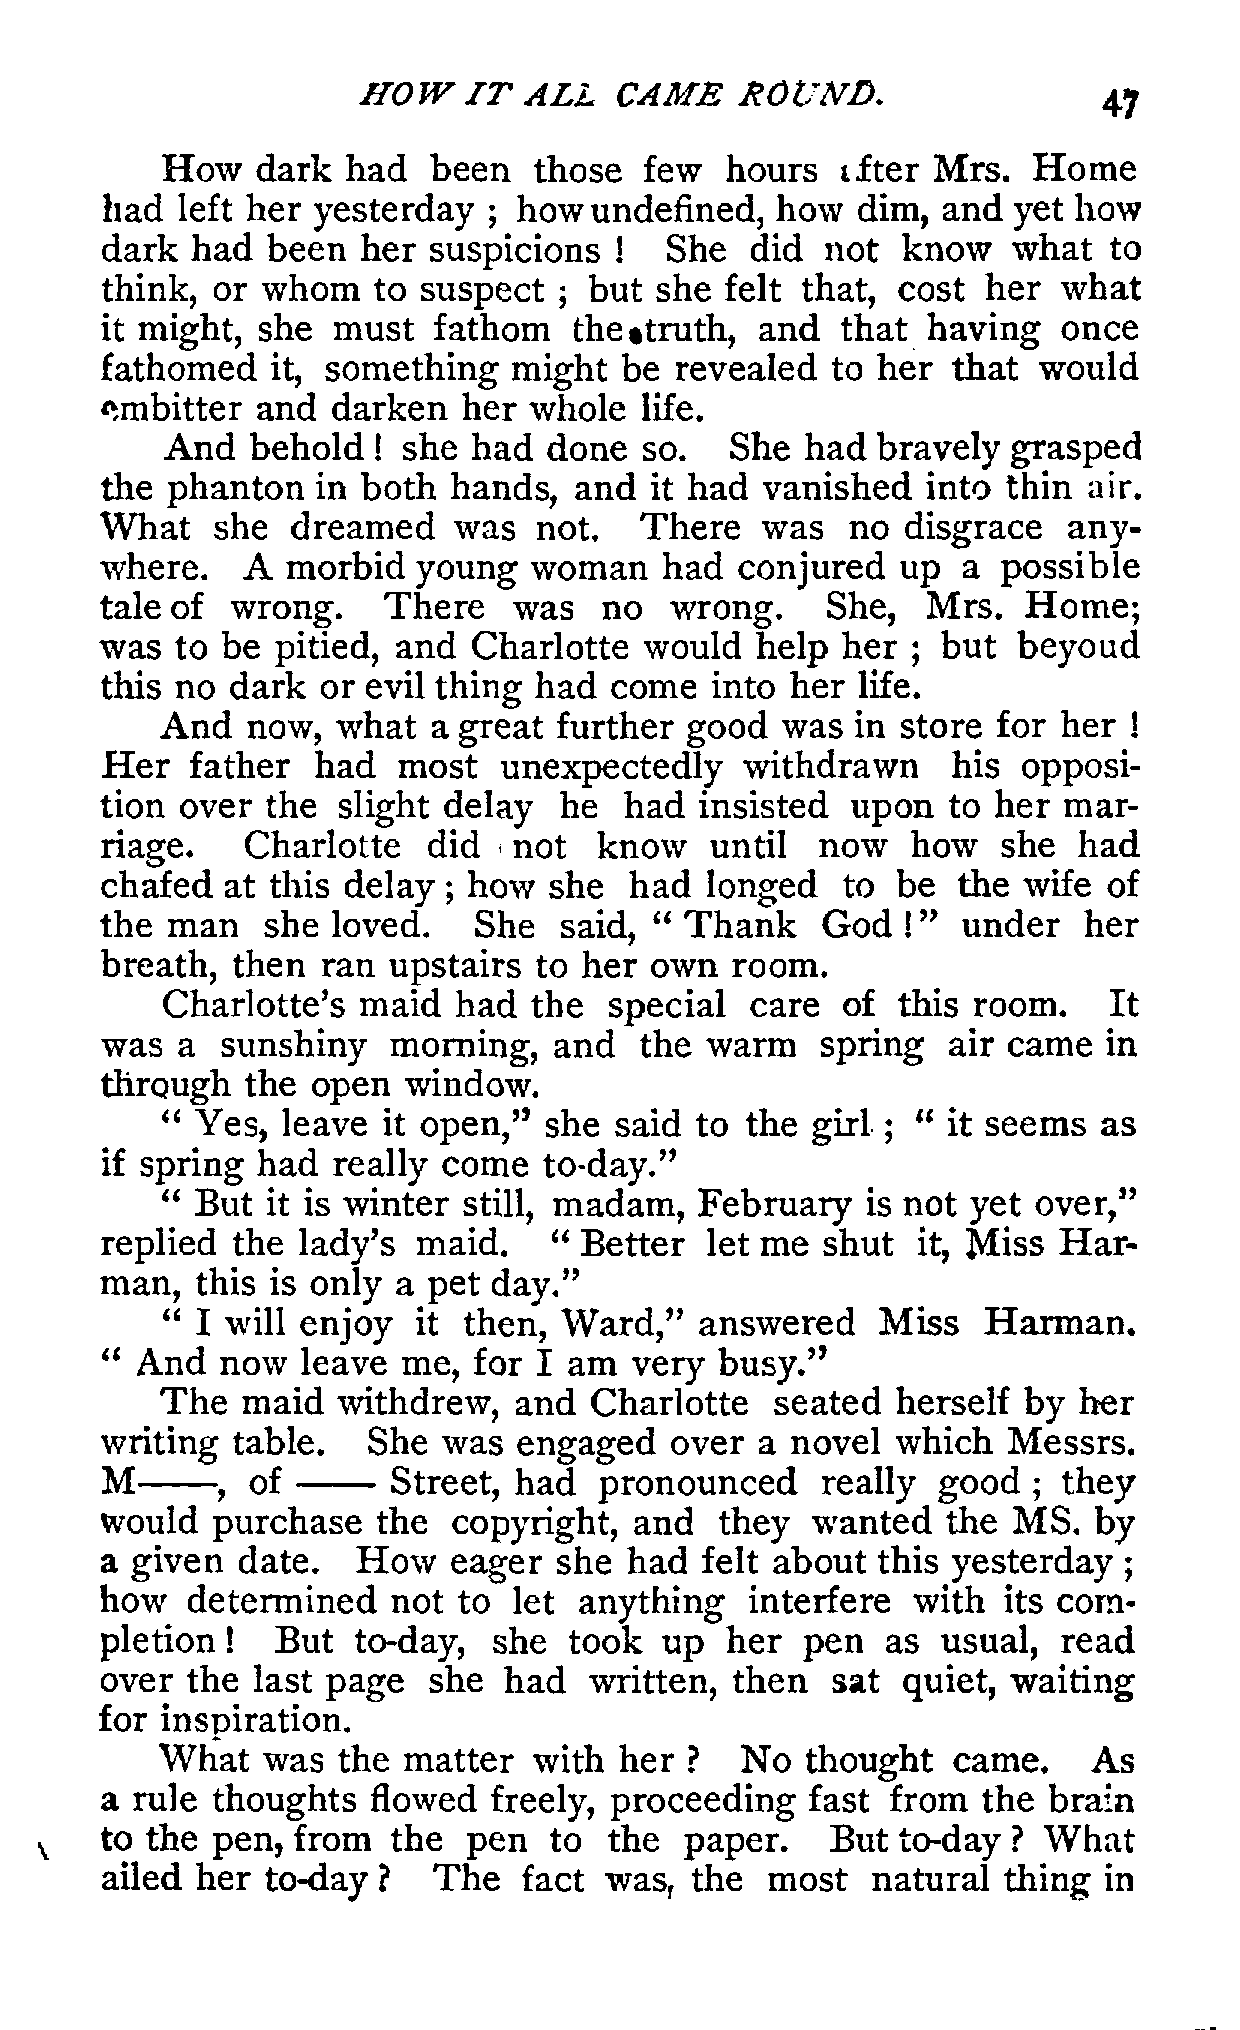 HOW IT ALL CAME ROUND. 47
How dark had been those few hours after Mrs. Home
had left her yesterday ; how undefined, how dim, and yet how
dark had been her suspicions ! She did not know what to
think, or whom to suspect ; but she felt that, cost her what
it might, she must fathom the truth, and that having once
fathomed it, something might be revealed to her that would
embitter and darken her whole life.
And behold ! she had done so. She had bravely grasped
the phanton in both hands, and it had vanished into thin air.
What she dreamed was not. There was no disgrace any-
where. A morbid young woman had conjured up a possible
tale of wrong. There was no wrong. She, Mrs. Home;
was to be pitied, and Charlotte would help her ; but beyoud
this no dark or evil thing had come into her life.
And now, what a great further good was in store for her !
Her father had most unexpectedly withdrawn his opposi-
tion over the slight delay he had insisted upon to her mar-
riage. Charlotte did not know until now how she had
chafed at this delay ; how she had longed to be the wife of
the man she loved. She said, “ Thank God !” under her
breath, then ran upstairs to her own room.
Charlotte’s maid had the special care of this room. It
was a sunshiny morning, and the warm spring air came in
through the open window.
“ Yes, leave it open,” she said to the girl ; “ it seems as
if spring had really come to-day.”
“ But it is winter still, madam, February is not yet over,”
replied the lady’s maid. “ Better let me shut it, Miss Har-
man, this is only a pet day.”
“ I will enjoy it then, Ward,” answered Miss Harman.
“ And now leave me, for I am very busy.”
The maid withdrew, and Charlotte seated herself by her
writing table. She was engaged over a novel which Messrs.
M——, of —— Street, had pronounced really good ; they
would purchase the copyright, and they wanted the MS. by
a given date. How eager she had felt about this yesterday ;
how determined not to let anything interfere with its com-
pletion ! But to-day, she took up her pen as usual, read
over the last page she had written, then sat quiet, waiting
for inspiration.
What was the matter with her ? No thought came. As
a rule thoughts flowed freely, proceeding fast from the brain
to the pen, from the pen to the paper. But to-day ? What
ailed her to-day ? The fact was, the most natural thing in